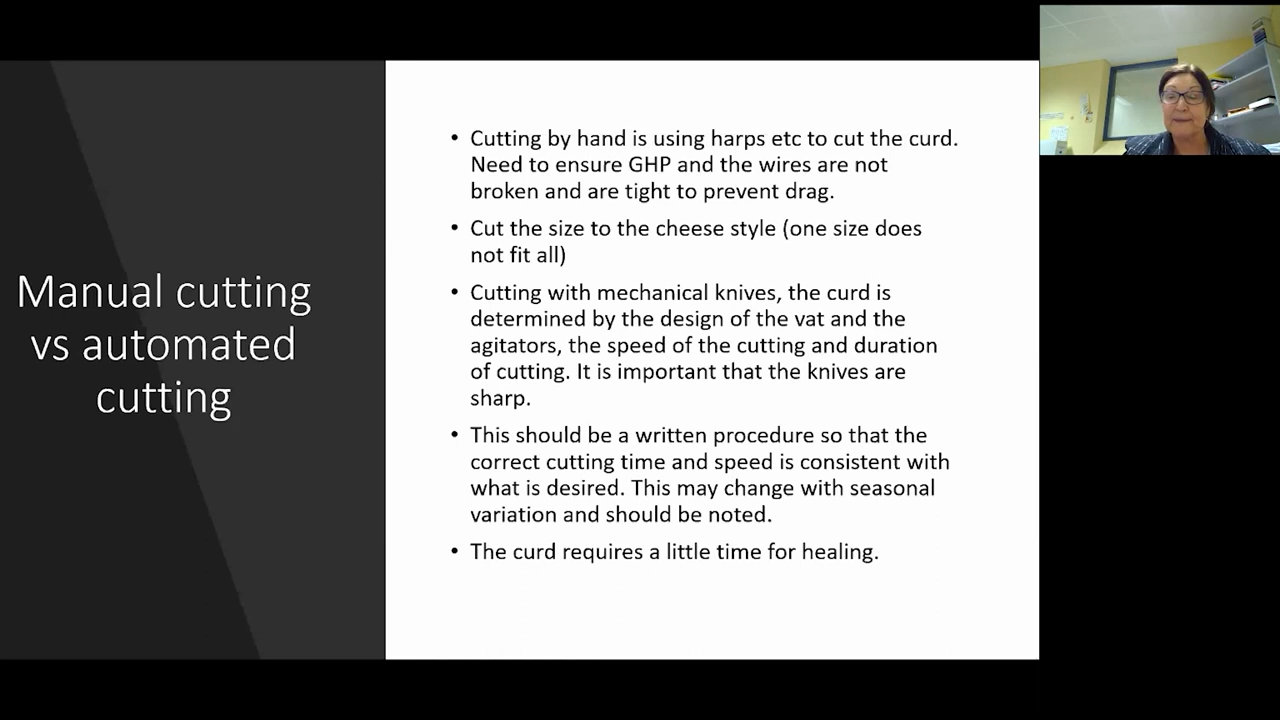 Manual cutting
vs automated
cutting
• Cutting by hand is using harps etc to cut the curd.
Need to ensure GHP and the wires are not
broken and are tight to prevent drag.
• Cut the size to the cheese style (one size does
not fit all)
• Cutting with mechanical knives, the curd is
determined by the design of the vat and the
agitators, the speed of the cutting and duration
of cutting. It is important that the knives are
sharp.
• This should be a written procedure so that the
correct cutting time and speed is consistent with
what is desired. This may change with seasonal
variation and should be noted.
• The curd requires a little time for healing.